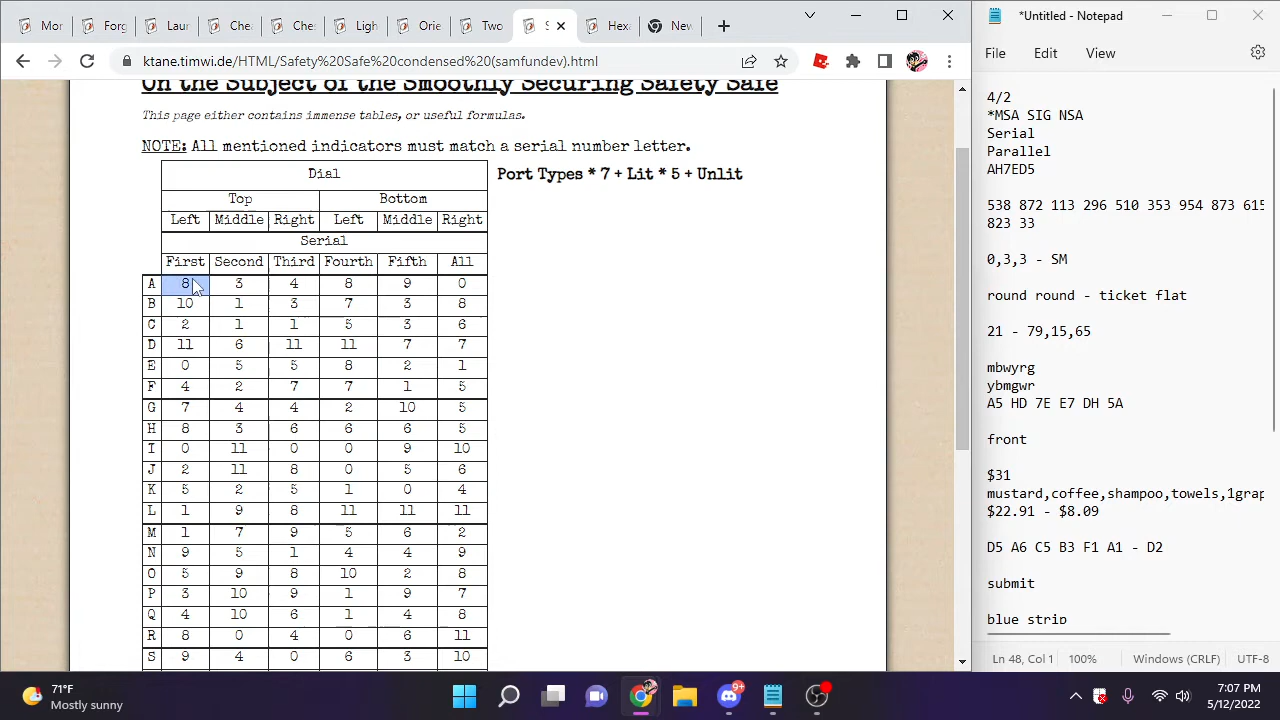 Mor
Forg
Laur
Che
Che
Ligh
Orie
Two
S
Hex
Nev
ktane.timwi.de/HTML/Safety%20Safe%20condensed%20(samfundev).html
On the Subject of the Smoothly Securing Safety Safe
This page either contains immense tables, or useful formulas.
NOTE: All mentioned indicators must match a serial number letter.
Port Types * 7 + Lit * 5 + Unlit
Dial
Top Bottom
Left Middle Right Left Middle Right
Serial
First Second Third Fourth Fifth All
A 8 3 4 8 9 0
B 10 1 3 7 3 8
C 2 1 1 5 3 6
D 11 6 11 11 7 7
E 0 5 5 8 2 1
F 4 2 7 7 1 5
G 7 4 4 2 10 5
H 8 3 6 6 6 5
I 0 11 0 0 9 10
J 2 11 8 0 5 6
K 5 2 5 1 0 4
L 1 9 8 11 11 11
M 1 7 9 5 6 2
N 9 5 1 4 4 9
O 5 9 8 10 2 8
P 3 10 9 1 9 7
Q 4 10 6 1 4 8
R 8 0 4 0 6 11
S 9 4 0 6 3 10
*Untitled - Notepad
File Edit View
4/2
*MSA SIG NSA
Serial
Parallel
AH7ED5
538 872 113 296 510 353 954 873 615
823 33
0,3,3 - SM
round round - ticket flat
21 - 79,15,65
mbwyrg
ybmgwr
A5 HD 7E E7 DH 5A
front
$31
mustard,coffee,shampoo,towels,1grap
$22.91 - $8.09
D5 A6 C5 B3 F1 A1 - D2
submit
blue strip
Ln 48, Col 1 100% Windows (CRLF) UTF-8
71°F
Mostly sunny
9+
7:07 PM
5/12/2022